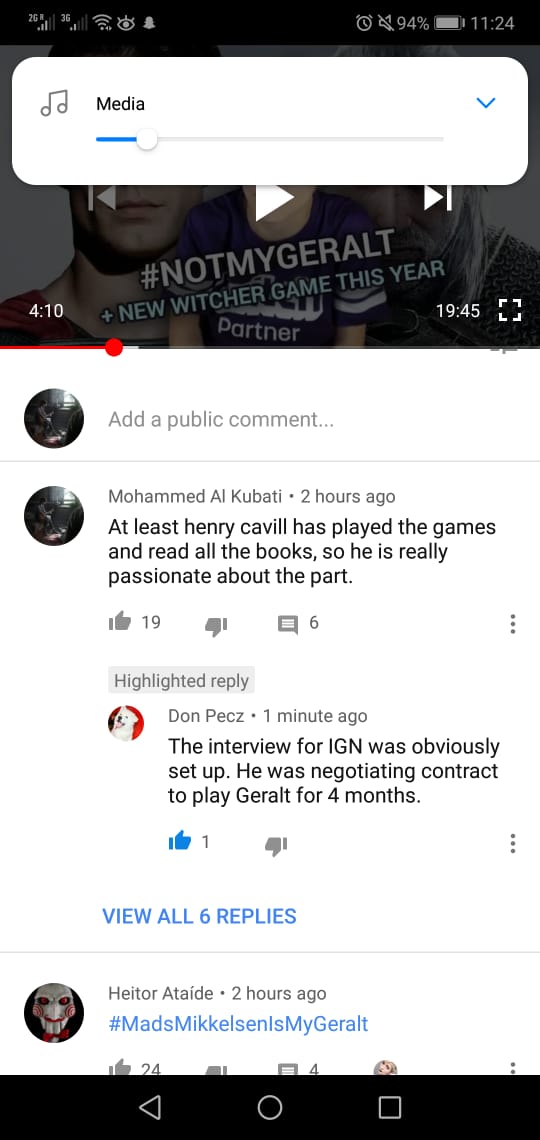 2G R 3G 94% 11:24
Media
#NOTMYGERALT
+ NEW WITCHER GAME THIS YEAR
Partner
4:10 19:45
Add a public comment...
Mohammed Al Kubati • 2 hours ago
At least henry cavill has played the games
and read all the books, so he is really
passionate about the part.
19 6
Highlighted reply
Don Pecz • 1 minute ago
The interview for IGN was obviously
set up. He was negotiating contract
to play Geralt for 4 months.
1
VIEW ALL 6 REPLIES
Heitor Ataíde • 2 hours ago
#MadsMikkelsenIsMyGeralt
24 4